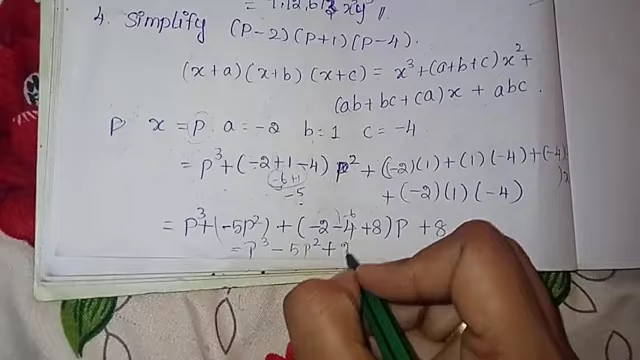 4. Simplify (P-2)(P+1)(P-4).
(x+a)(x+b)(x+c) = x³+(a+b+c)x²+
(ab+bc+ca)x + abc.
P x = P a = -2 b = 1 c = -4
= P³+(-2+1-4) P² + ((-2)(1)+(1)(-4)+(-4)
-6+1
-5
+(-2)(1)(-4)
= P³+(-5P²)+(-2-4+8)P +8
-6
= P³-5P²+2